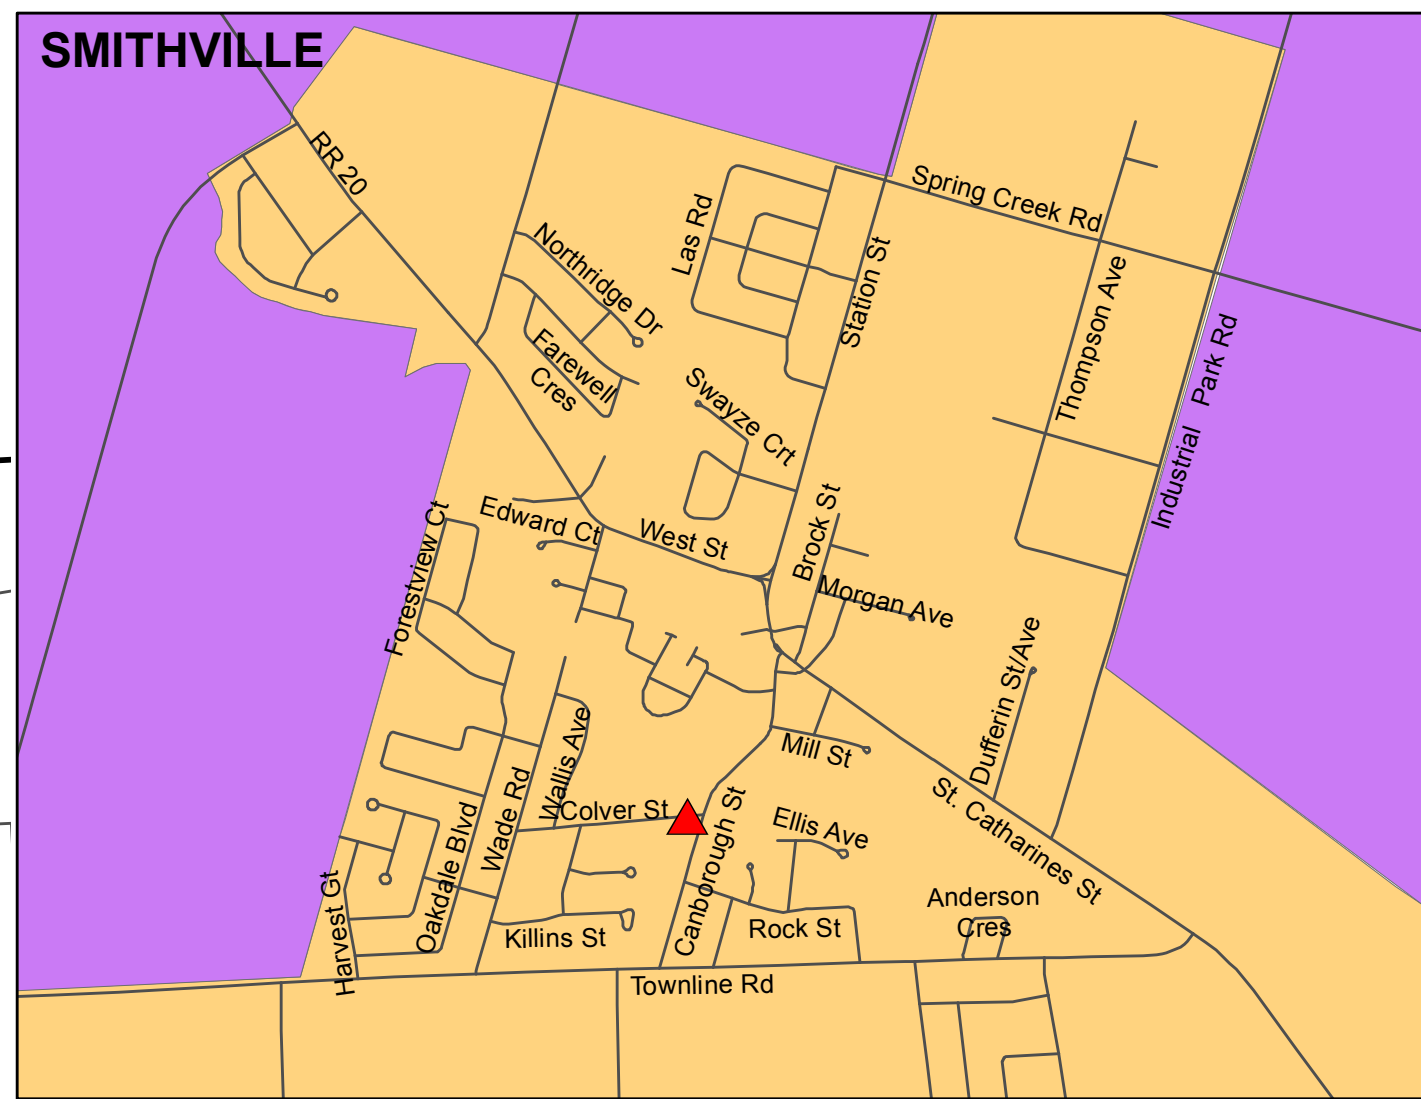 SMITHVILLE
RR 20
Spring Creek Rd
Las Rd
Northridge Dr
Station St
Thompson Ave
Farewell
Cres
Industrial Park Rd
Swayze Crt
Forestview Ct
Edward Ct
West St
Brock St
Morgan Ave
Dufferin St/Ave
Wallis Ave
Mill St
Wade Rd
Colver St
Oakdale Blvd
Canborough St
Ellis Ave
St. Catharines St
Harvest Gt
Killins St
Rock St
Anderson
Cres
Townline Rd